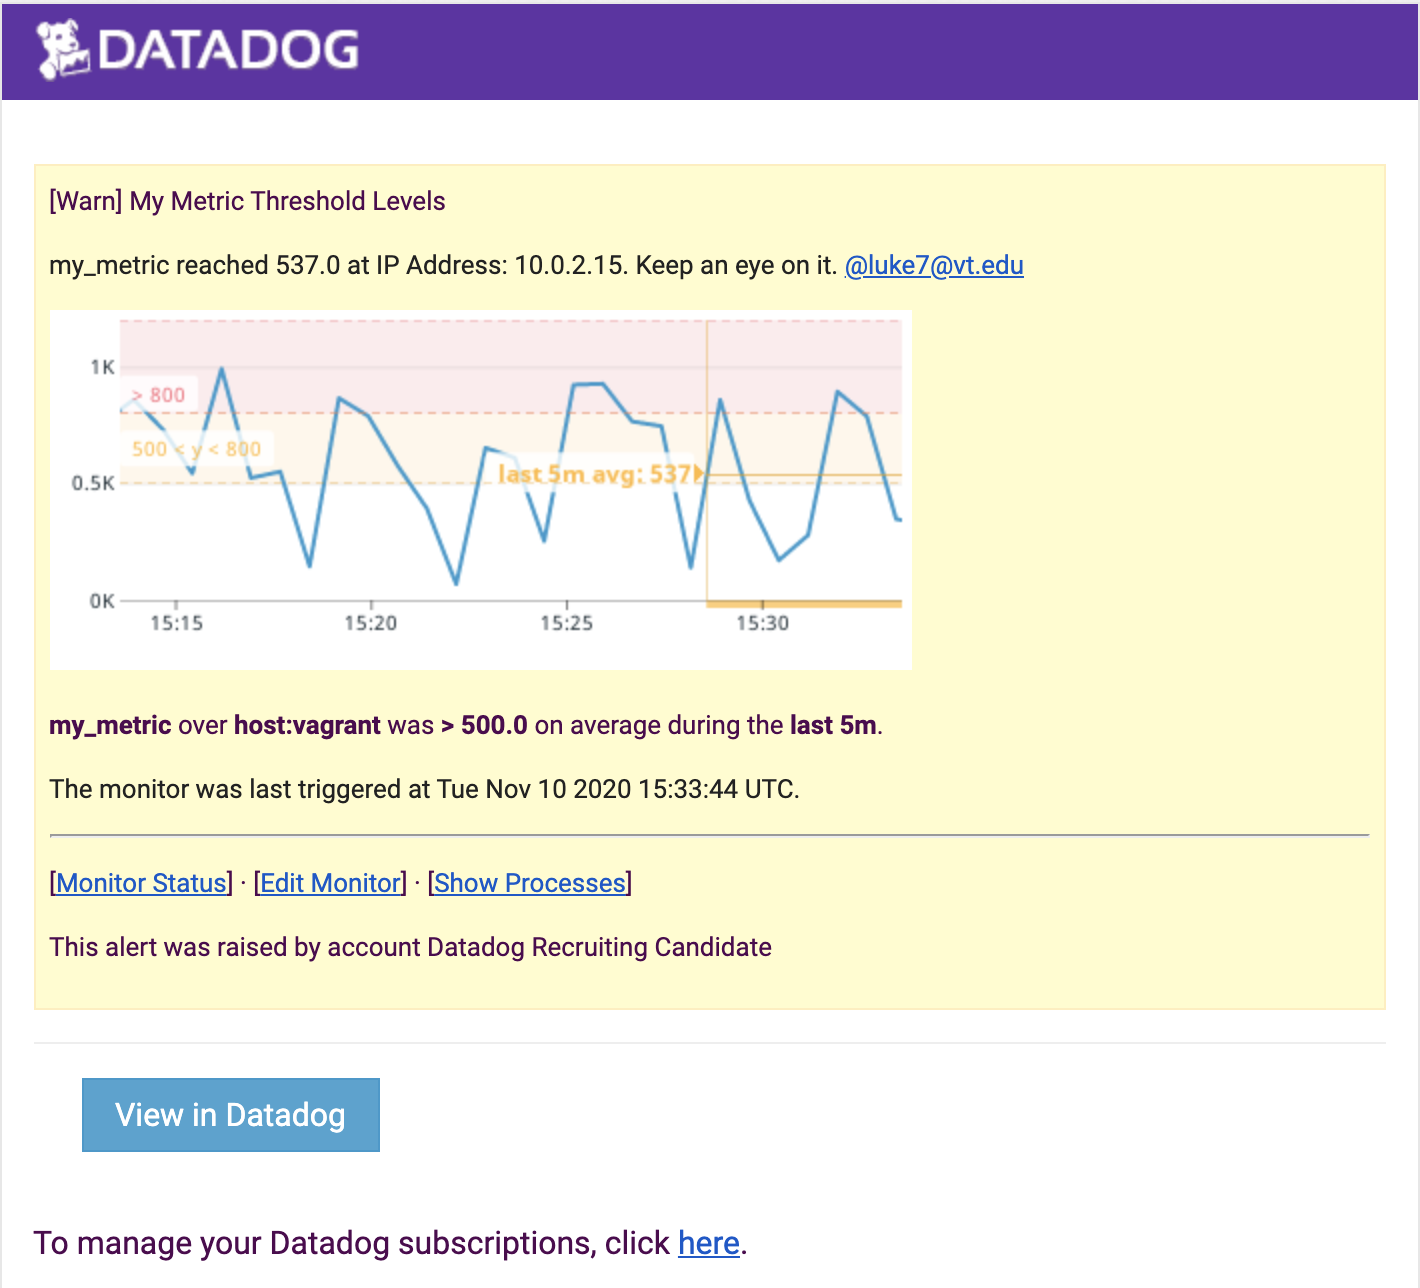 DATADOG
[Warn] My Metric Threshold Levels
my_metric reached 537.0 at IP Address: 10.0.2.15. Keep an eye on it. @luke7@vt.edu
1K
> 800
500 < y < 800
last 5m avg: 537
0.5K
0K
15:15 15:20 15:25 15:30
my_metric over host:vagrant was > 500.0 on average during the last 5m.
The monitor was last triggered at Tue Nov 10 2020 15:33:44 UTC.
[Monitor Status] · [Edit Monitor] · [Show Processes]
This alert was raised by account Datadog Recruiting Candidate
View in Datadog
To manage your Datadog subscriptions, click here.